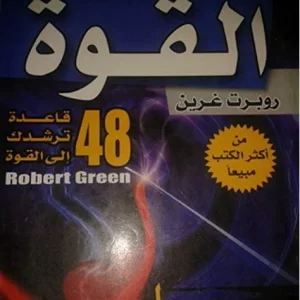 القوة
روبرت غرين
48 قاعدة
ترشدك
إلى القوة
Robert Green
من
أكثر الكتب
مبيعاً